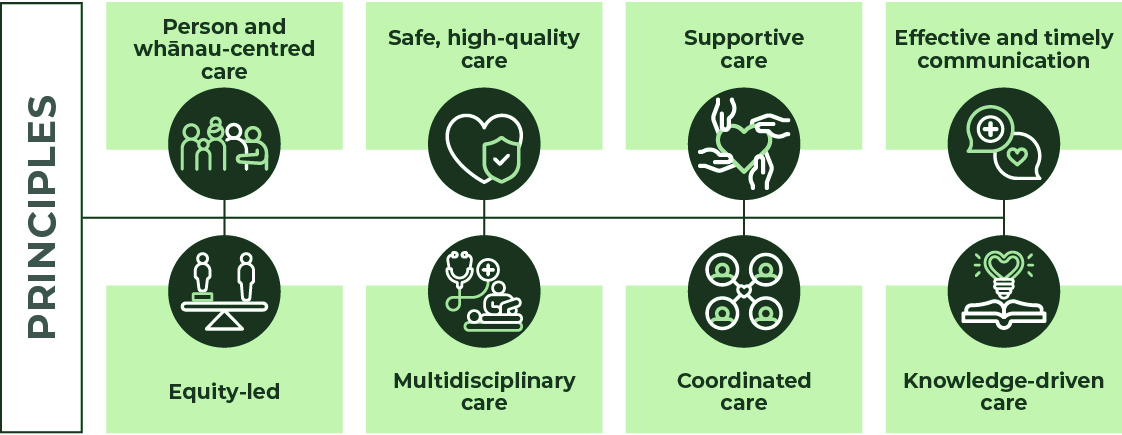 PRINCIPLES
Person and
whānau-centred
care
Safe, high-quality
care
Supportive
care
Effective and timely
communication
Equity-led
Multidisciplinary
care
Coordinated
care
Knowledge-driven
care